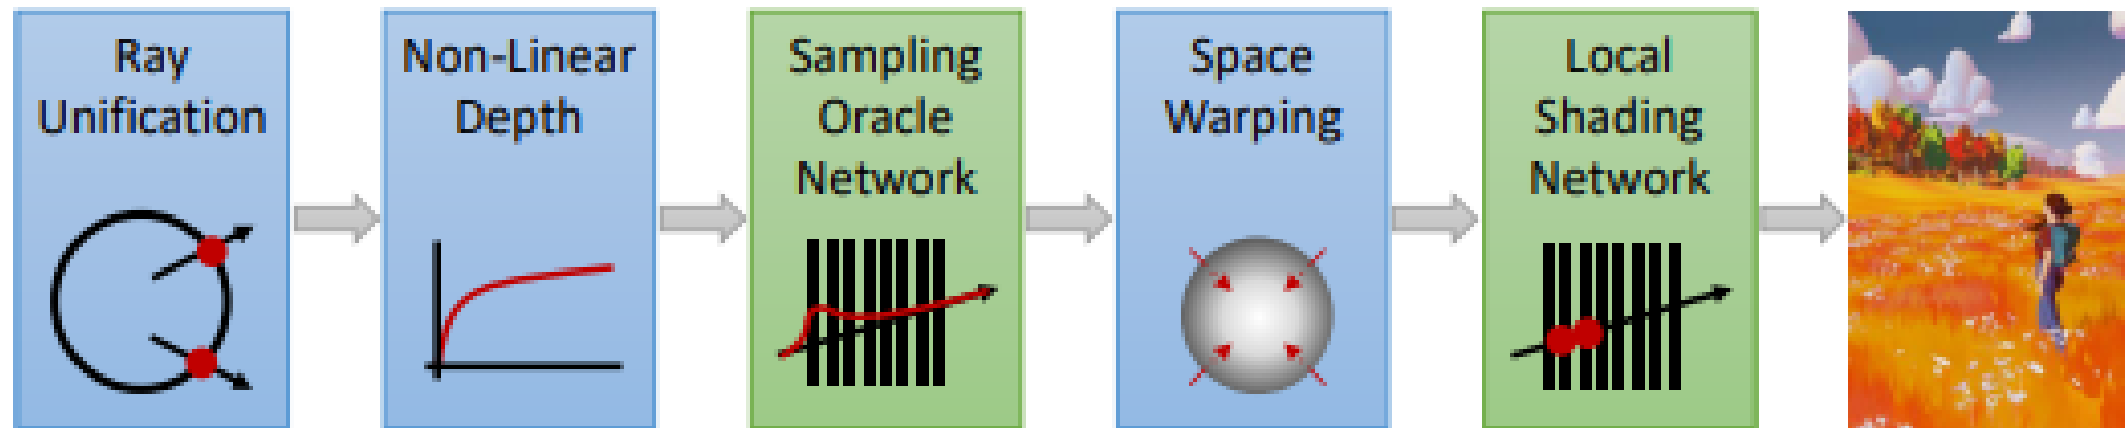 Ray
Unification
Non-Linear
Depth
Sampling
Oracle
Network
Space
Warping
Local
Shading
Network